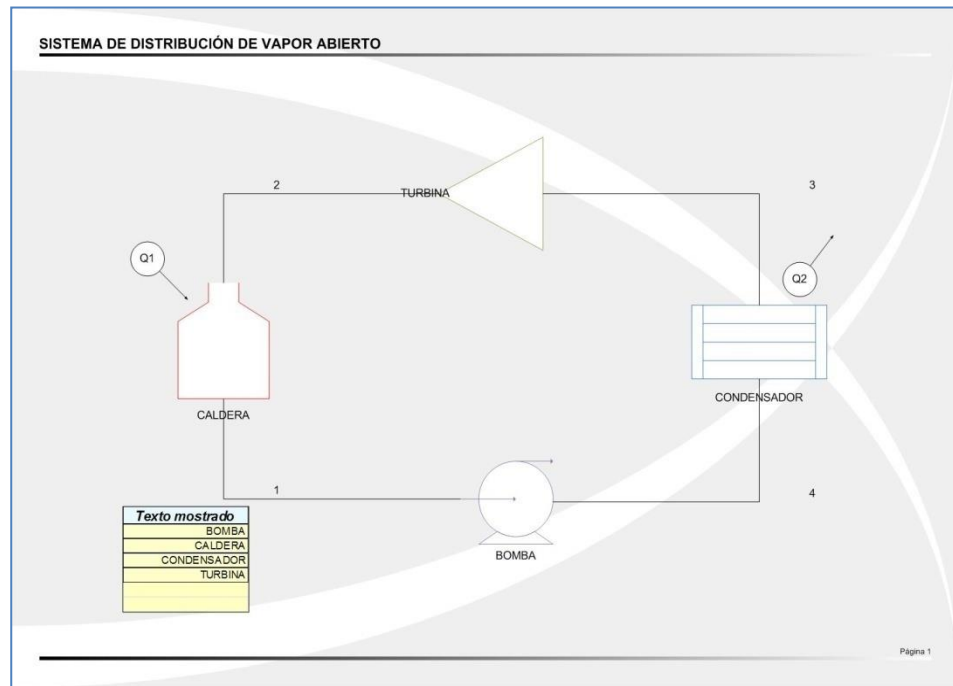 SISTEMA DE DISTRIBUCIÓN DE VAPOR ABIERTO
2
TURBINA
3
Q1
Q2
CALDERA
CONDENSADOR
1
4
BOMBA
Texto mostrado
BOMBA
CALDERA
CONDENSADOR
TURBINA
Página 1